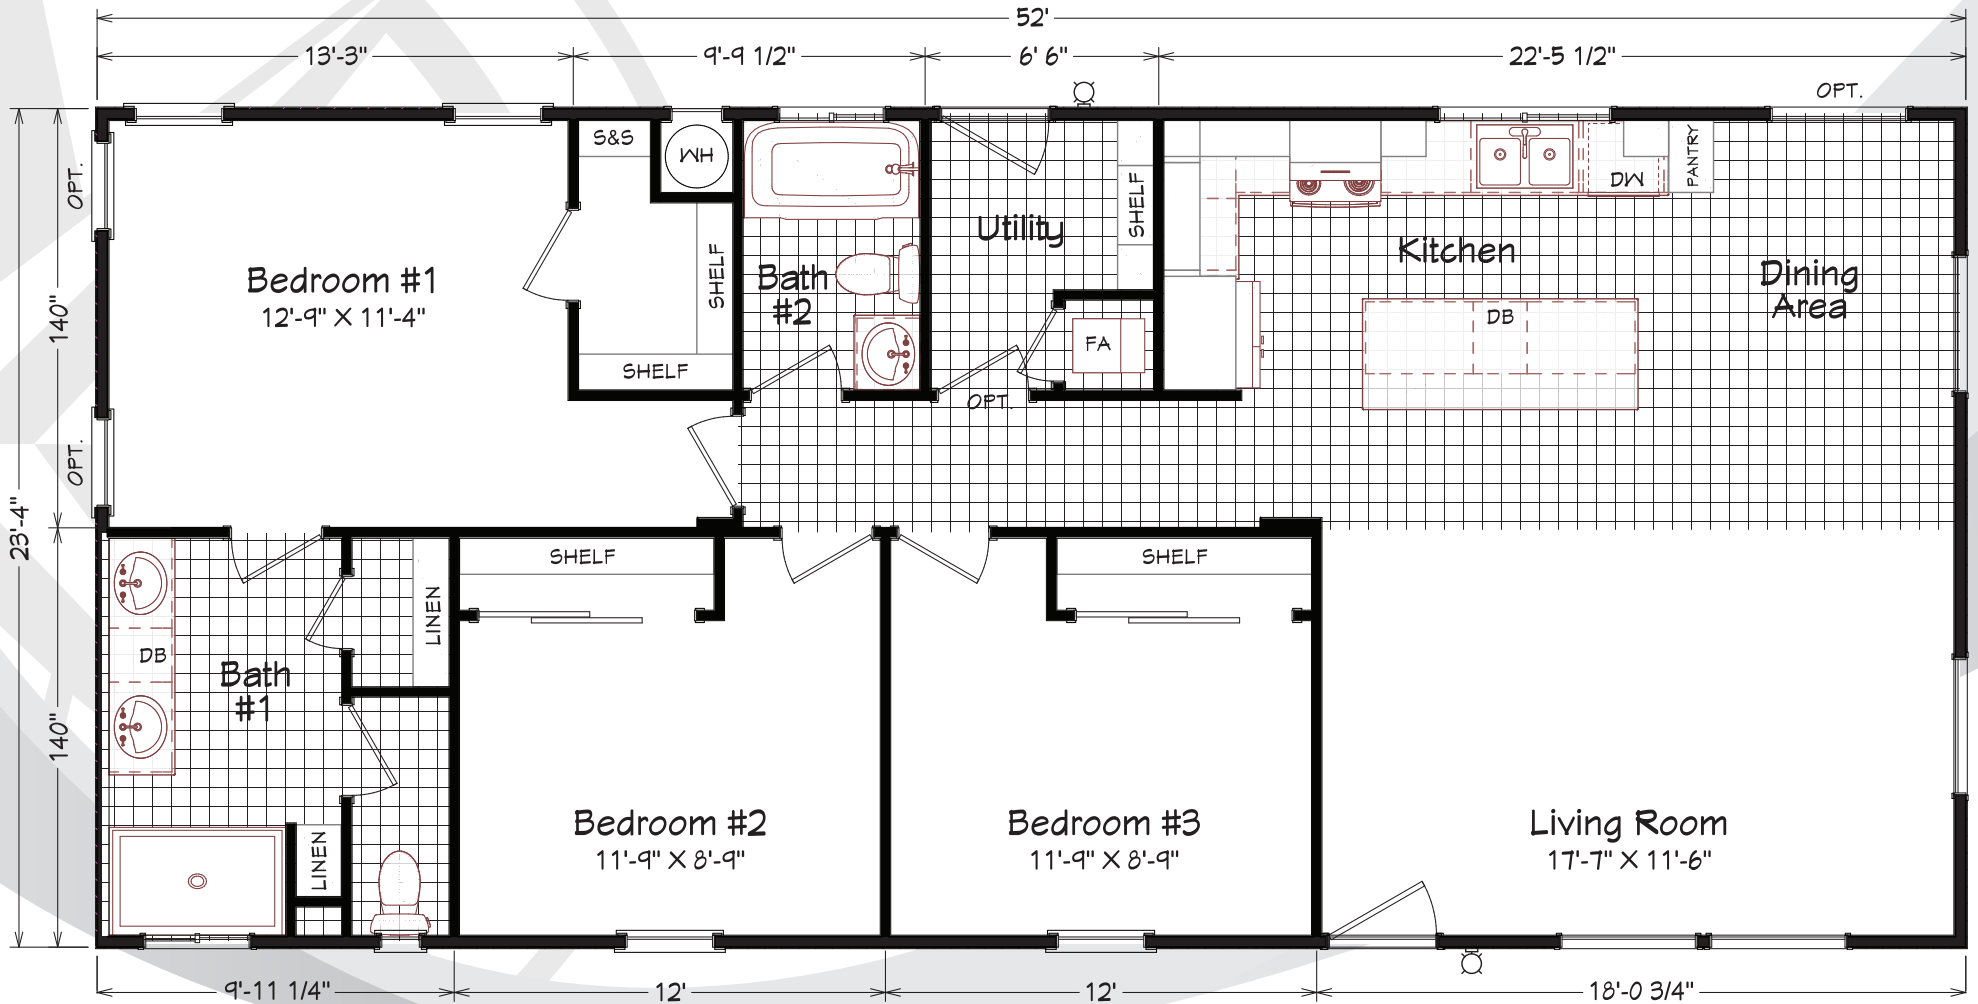 52'
13'-3"
9'-9 1/2"
6' 6"
22'-5 1/2"
OPT.
S&S
WH
PANTRY
DW
OPT.
SHELF
SHELF
Utility
Kitchen
Bedroom #1
12'-9" X 11'-4"
Bath
#2
Dining
Area
140"
DB
FA
SHELF
OPT.
OPT.
23'-4"
SHELF
SHELF
LINEN
DB
Bath
#1
140"
Bedroom #2
11'-9" X 8'-9"
Bedroom #3
11'-9" X 8'-9"
Living Room
17'-7" X 11'-6"
LINEN
9'-11 1/4"
12'
12'
18'-0 3/4"